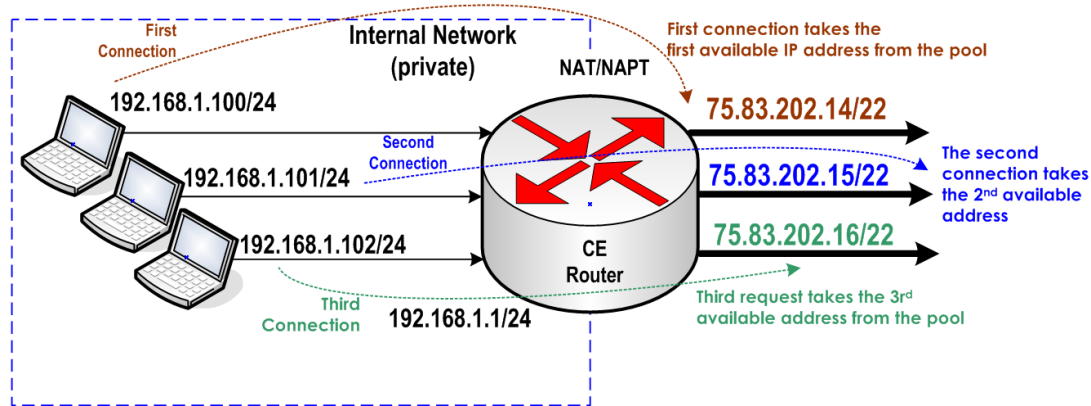 First
Connection
Internal Network
(private)
First connection takes the
first available IP address from the pool
NAT/NAPT
192.168.1.100/24
75.83.202.14/22
Second
Connection
192.168.1.101/24
75.83.202.15/22
The second
connection takes
the 2nd available
address
192.168.1.102/24
CE
Router
75.83.202.16/22
Third
Connection
192.168.1.1/24
Third request takes the 3rd
available address from the pool